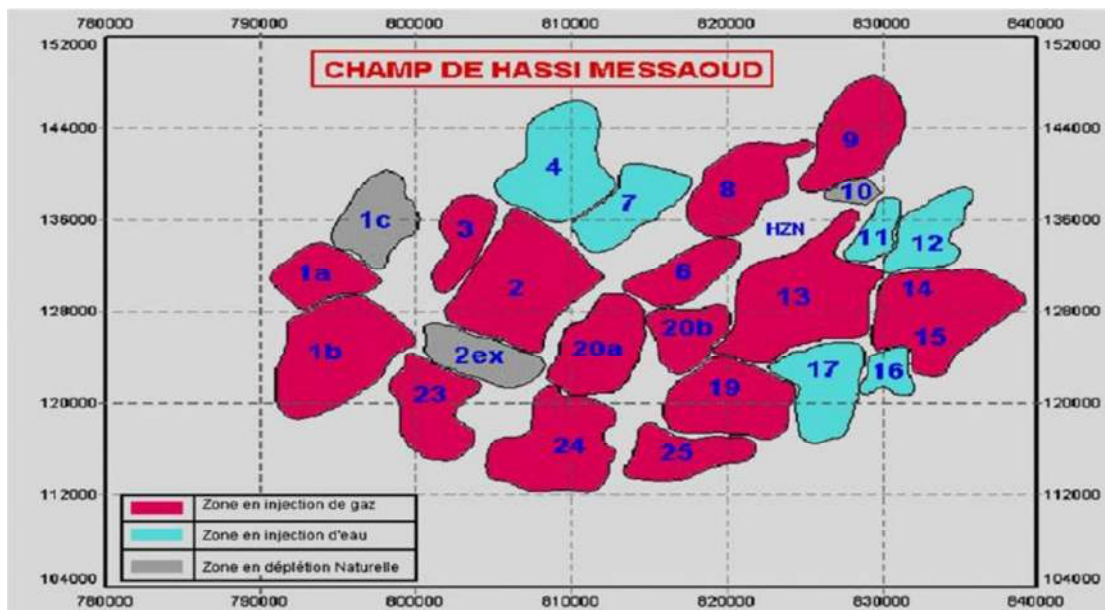 780000 790000 800000 810000 820000 830000 840000
152000 152000
CHAMP DE HASSI MESSAOUD
144000 144000
9
4
8
10
7
1c
136000 136000
3
HZN
11
12
1a
6
2
13
14
128000 128000
20b
15
1b
20a
2ex
17
16
23
19
120000 120000
24
25
112000 112000
Zone en injection de gaz
Zone en injection d'eau
Zone en déplétion Naturelle
104000 104000
780000 790000 800000 810000 820000 830000 840000